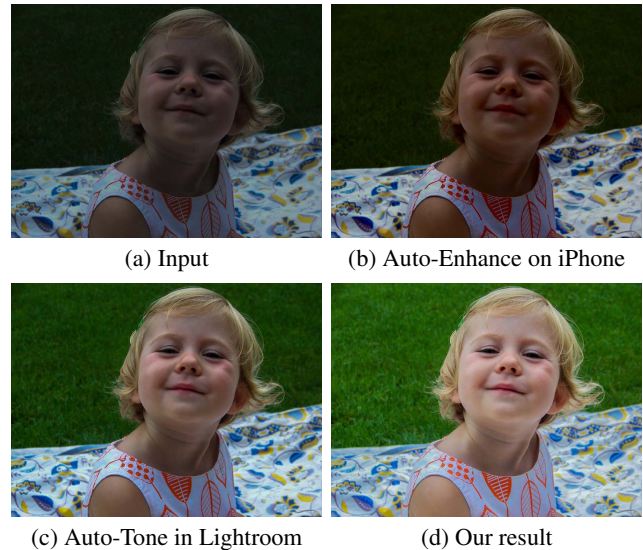 (a) Input
(b) Auto-Enhance on iPhone
(c) Auto-Tone in Lightroom
(d) Our result